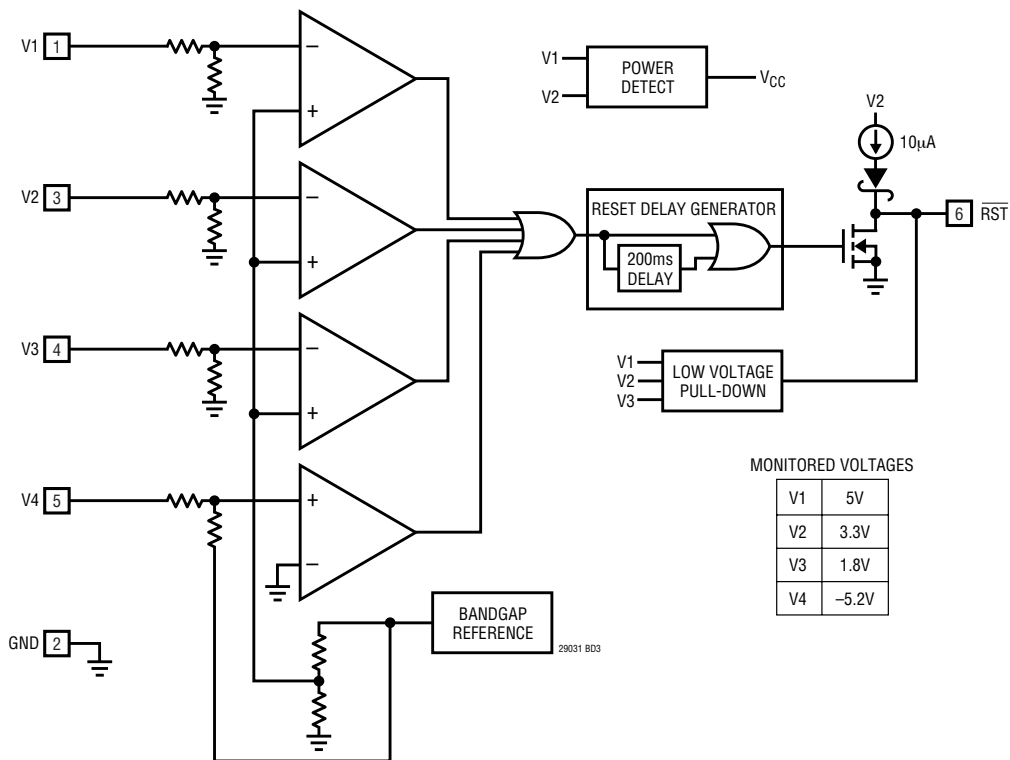 V1 1
−
+
V1
V2
POWER
DETECT
VCC
V2
10μA
V2 3
−
+
RESET DELAY GENERATOR
200ms
DELAY
6 RST
V3 4
−
+
V1
V2
V3
LOW VOLTAGE
PULL-DOWN
V4 5
+
−
MONITORED VOLTAGES
V1 5V
V2 3.3V
V3 1.8V
V4 –5.2V
GND 2
BANDGAP
REFERENCE
29031 BD3